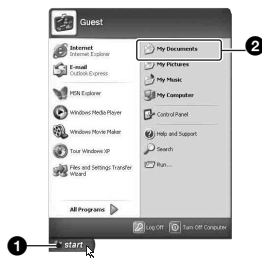 Guest
Internet
Internet Explorer
E-mail
Outlook Express
MSN Explorer
Windows Media Player
Windows Movie Maker
Tour Windows XP
Files and Settings Transfer
Wizard
All Programs
My Documents
My Pictures
My Music
My Computer
Control Panel
Help and Support
Search
Run...
Log Off
Turn Off Computer
start
1
2